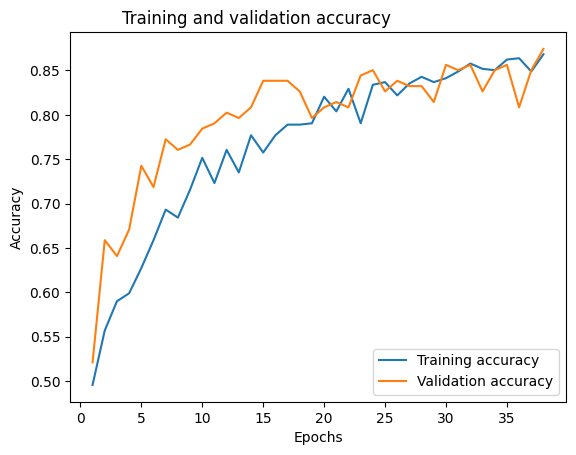 Training and validation accuracy
Accuracy
0.85
0.80
0.75
0.70
0.65
0.60
0.55
0.50
Training accuracy
Validation accuracy
0 5 10 15 20 25 30 35
Epochs